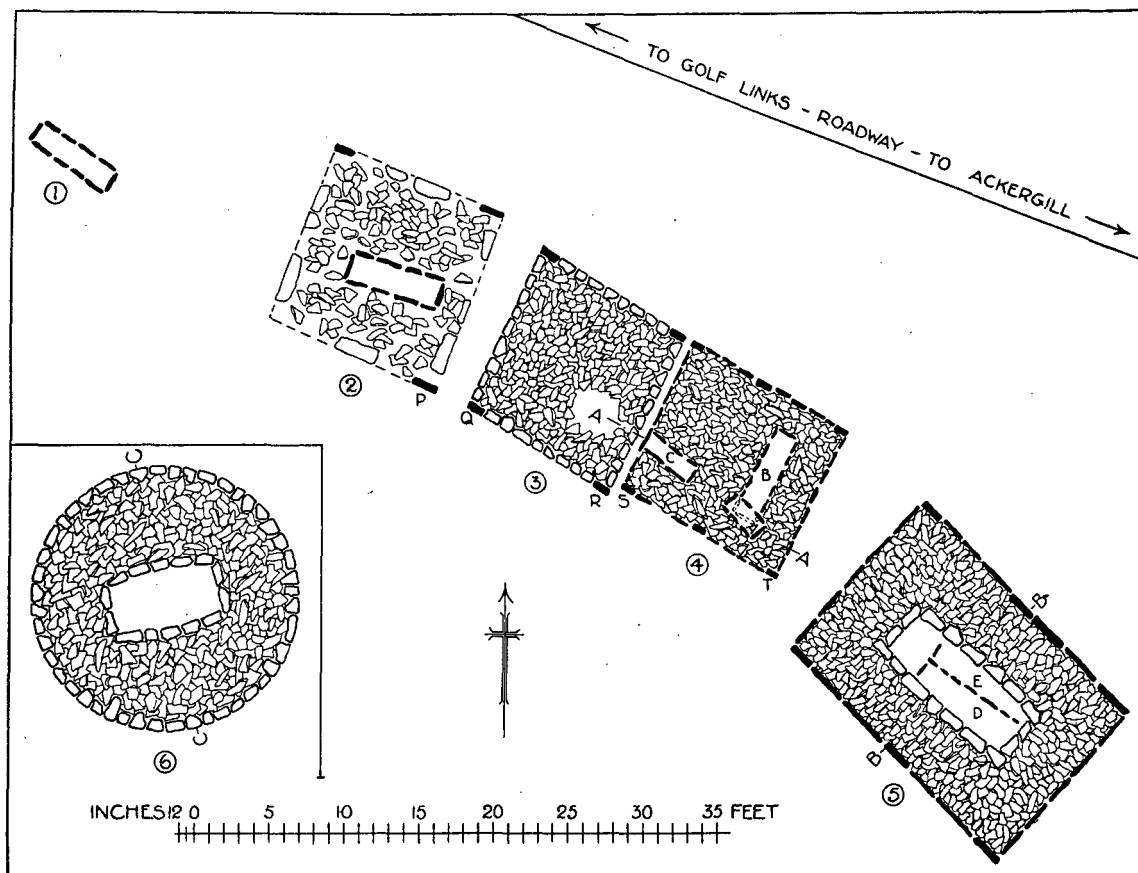 TO GOLF LINKS - ROADWAY - TO ACKERGILL
①
②
P
Q
③
A
R
S
C
B
④
A
T
B
E
D
B
⑤
C
C
⑥
INCHES 12 0 5 10 15 20 25 30 35 FEET